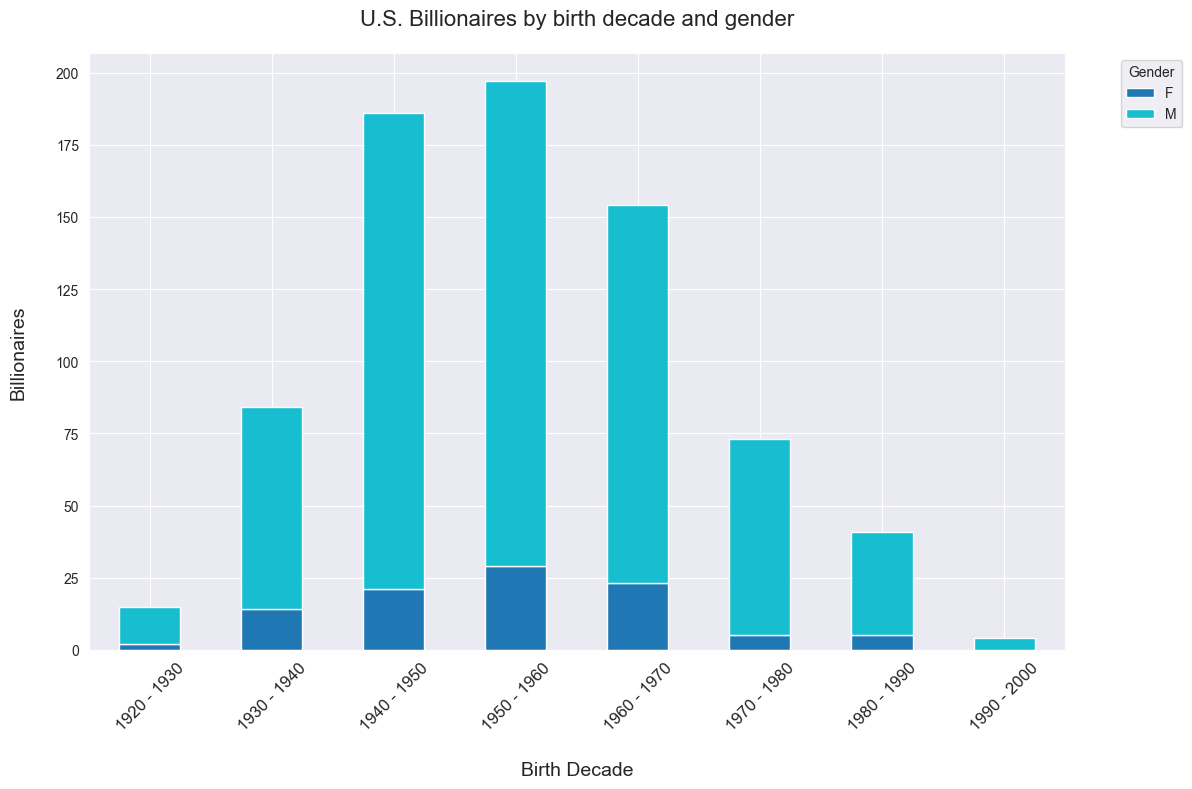 U.S. Billionaires by birth decade and gender
Gender
F
M
200
175
150
125
100
75
50
25
0
Billionaires
1920 - 1930
1930 - 1940
1940 - 1950
1950 - 1960
1960 - 1970
1970 - 1980
1980 - 1990
1990 - 2000
Birth Decade